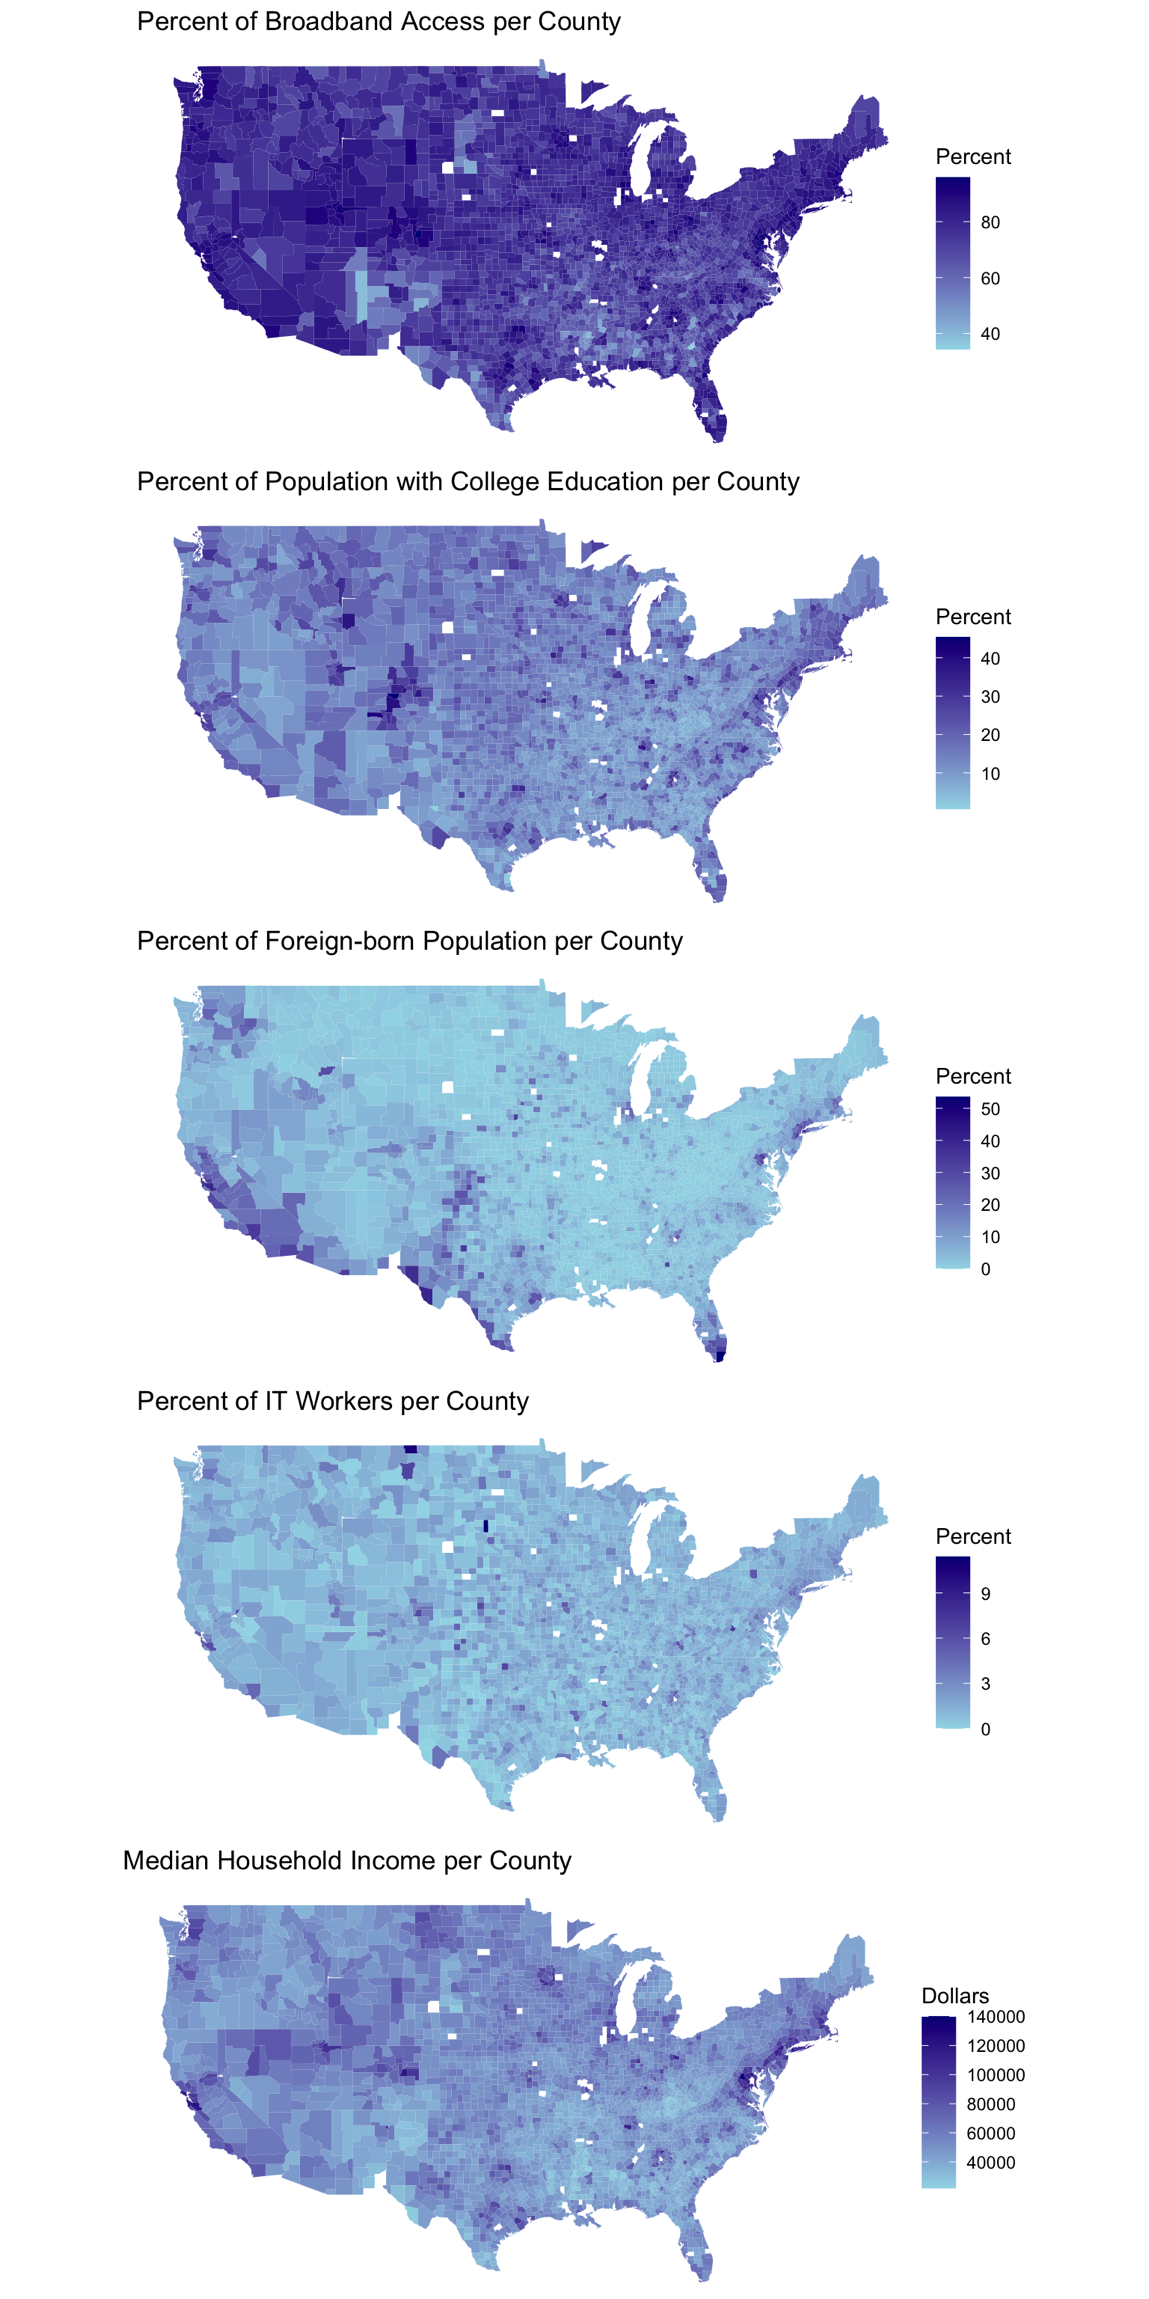 Percent of Broadband Access per County
Percent
80
60
40
Percent of Population with College Education per County
Percent
40
30
20
10
Percent of Foreign-born Population per County
Percent
50
40
30
20
10
0
Percent of IT Workers per County
Percent
9
6
3
0
Median Household Income per County
Dollars
140000
120000
100000
80000
60000
40000